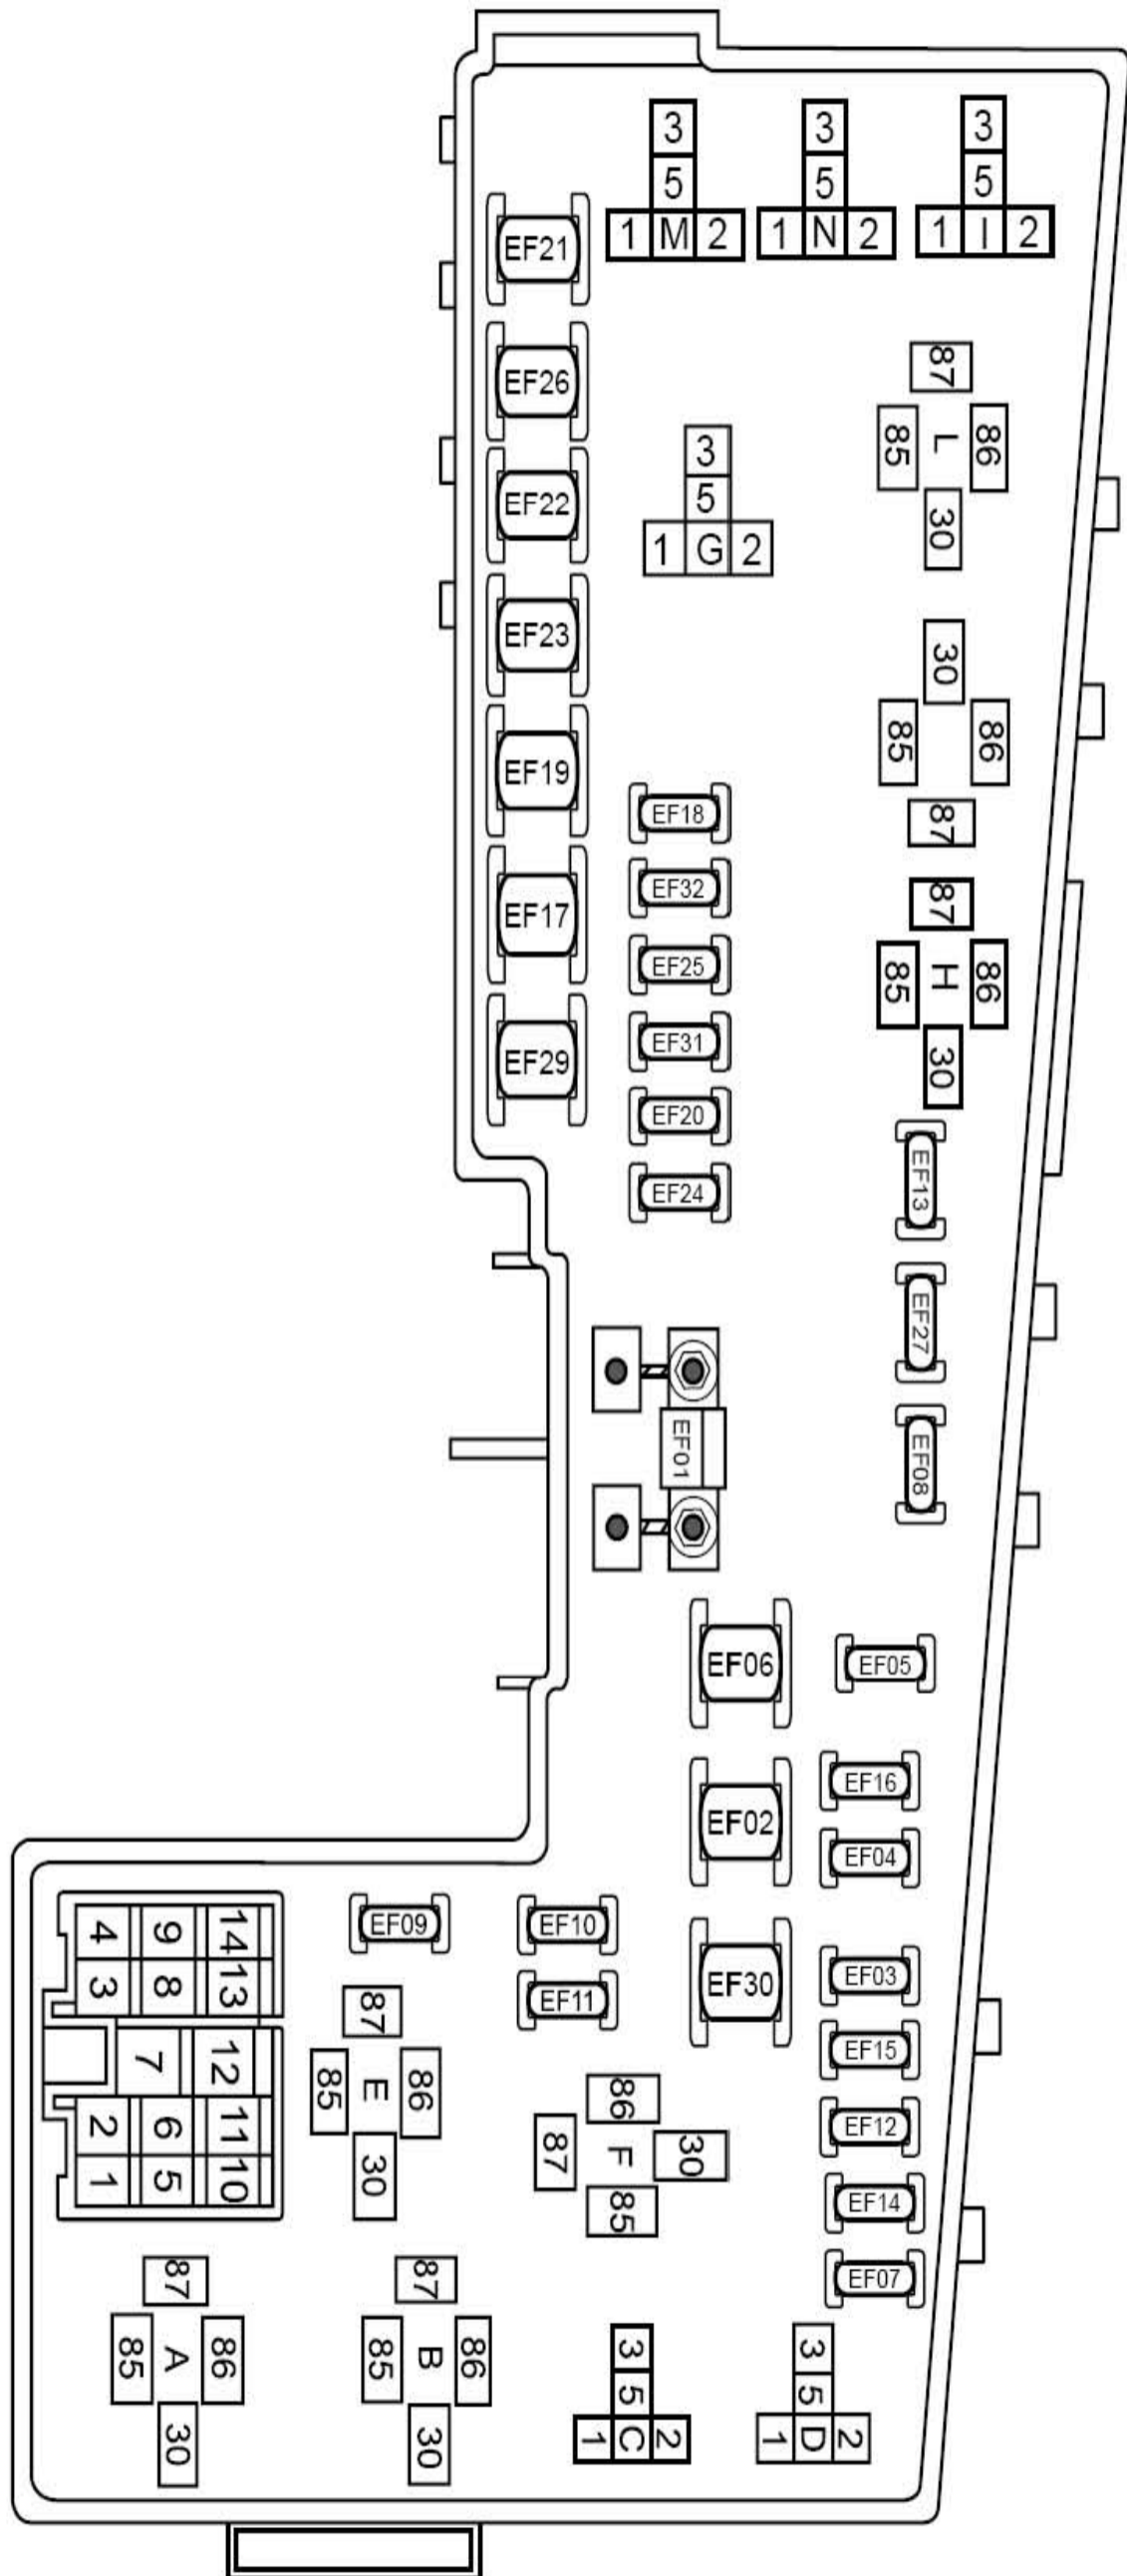 3 3 3
5 5 5
1 M 2 1 N 2 1 I 2
EF21
EF26
EF22
EF23
EF19
EF17
EF29
87
85 L 86
30
3
5
1 G 2
30
85 86
87
87
85 H 86
30
EF18
EF32
EF25
EF31
EF20
EF24
EF13
EF27
EF08
EF01
EF06
EF02
EF30
EF05
EF16
EF04
EF03
EF15
EF12
EF14
EF07
EF09
EF10
EF11
4 9 14
3 8 13
7 12
2 6 11
1 5 10
87
85 E 86
30
86
87 F 30
85
87
85 A 86
30
87
85 B 86
30
3
5
1 C 2
3
5
1 D 2